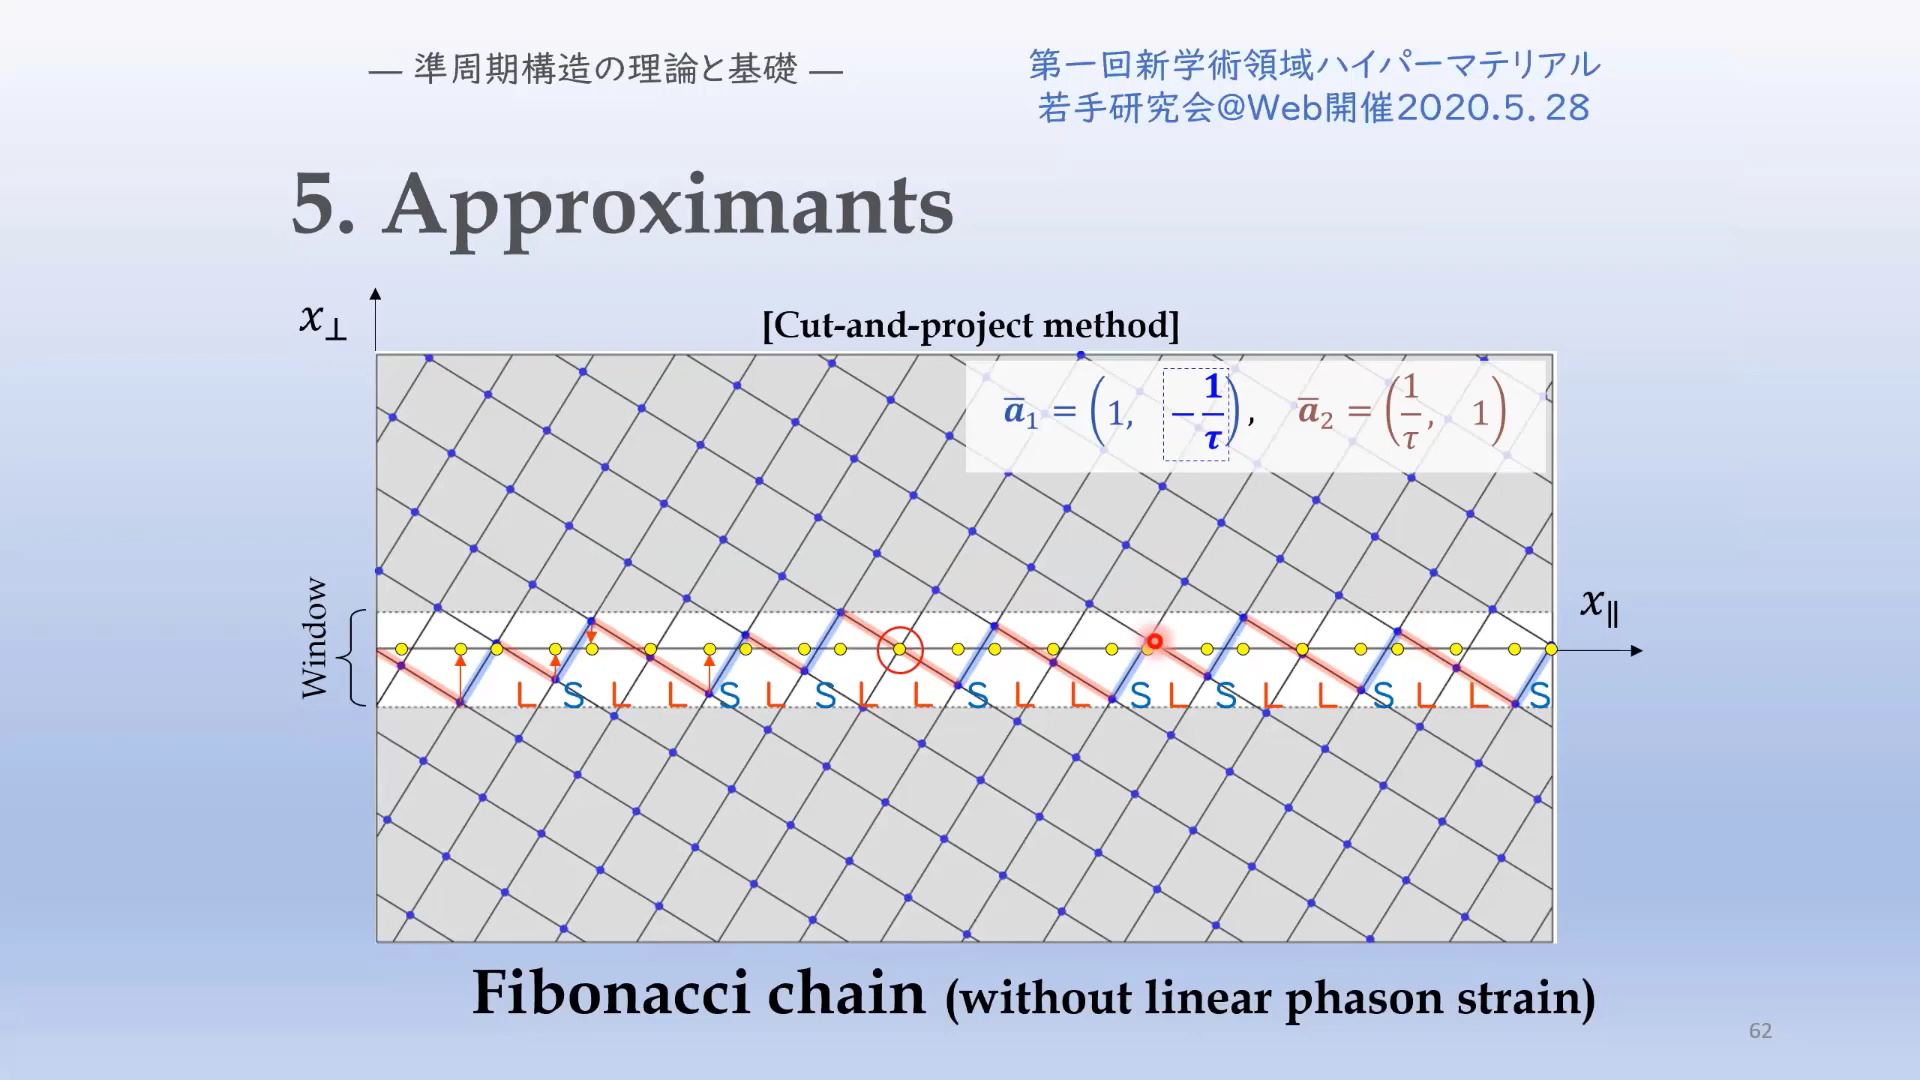 — 準周期構造の理論と基礎 —
第一回新学術領域ハイパーマテリアル
若手研究会@Web開催2020.5.28
5. Approximants
x⊥
[Cut-and-project method]
a̅₁ = (1, −1/τ), a̅₂ = (1/τ, 1)
Window
x∥
L S L L S L S L L S L L S L S L L S L L S
Fibonacci chain (without linear phason strain)
62